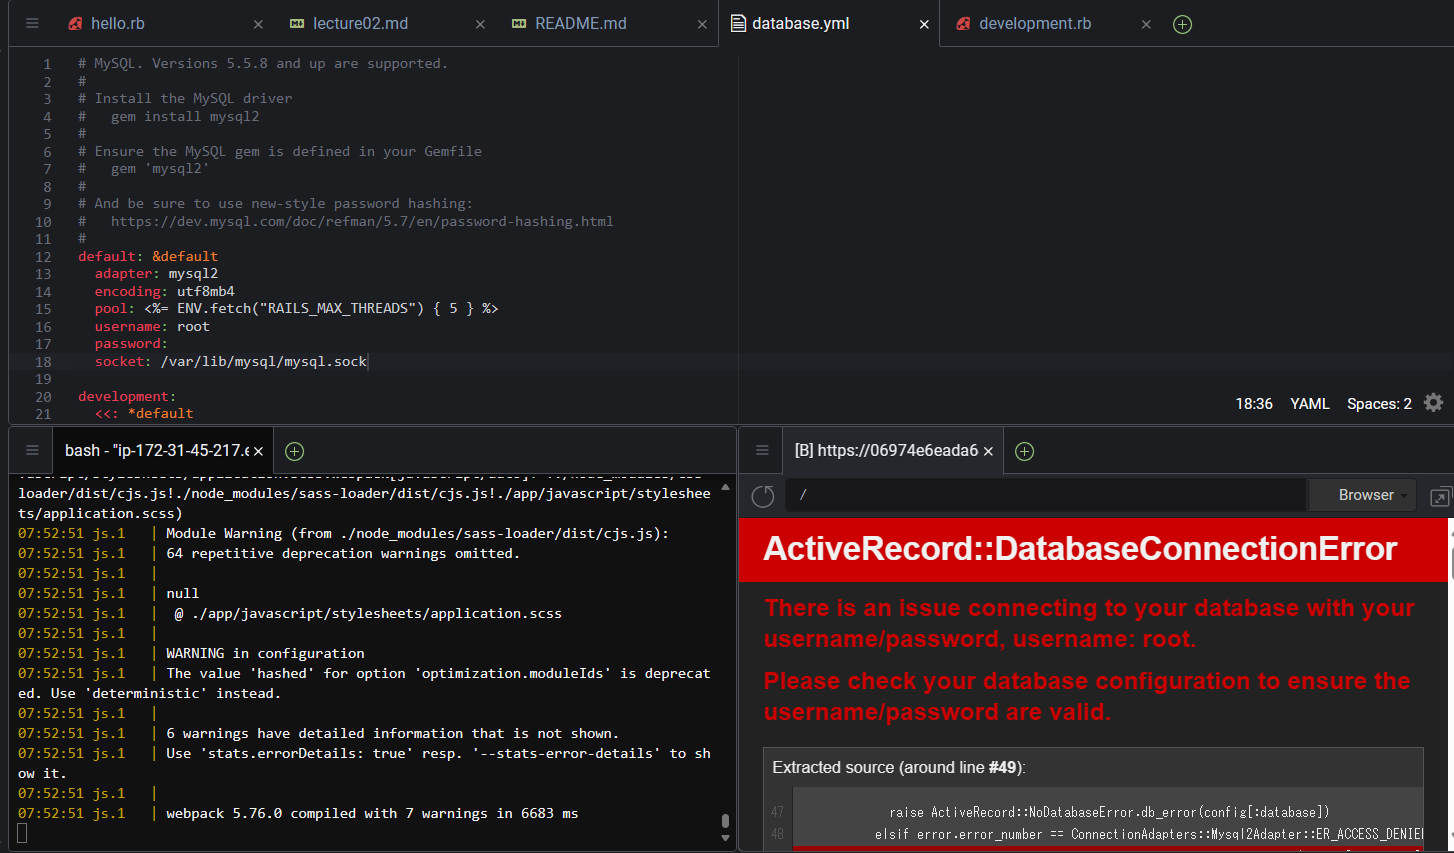 hello.rb
lecture02.md
README.md
database.yml
development.rb
1 # MySQL. Versions 5.5.8 and up are supported.
2 #
3 # Install the MySQL driver
4 #   gem install mysql2
5 #
6 # Ensure the MySQL gem is defined in your Gemfile
7 #   gem 'mysql2'
8 #
9 # And be sure to use new-style password hashing:
10 #   https://dev.mysql.com/doc/refman/5.7/en/password-hashing.html
11 #
12 default: &default
13   adapter: mysql2
14   encoding: utf8mb4
15   pool: <%= ENV.fetch("RAILS_MAX_THREADS") { 5 } %>
16   username: root
17   password:
18   socket: /var/lib/mysql/mysql.sock
19
20 development:
21   <<: *default
18:36 YAML Spaces: 2
bash - "ip-172-31-45-217.e
loader/dist/cjs.js!./node_modules/sass-loader/dist/cjs.js!./app/javascript/styleshee
ts/application.scss)
07:52:51 js.1   | Module Warning (from ./node_modules/sass-loader/dist/cjs.js):
07:52:51 js.1   | 64 repetitive deprecation warnings omitted.
07:52:51 js.1   |
07:52:51 js.1   | null
07:52:51 js.1   |  @ ./app/javascript/stylesheets/application.scss
07:52:51 js.1   |
07:52:51 js.1   | WARNING in configuration
07:52:51 js.1   | The value 'hashed' for option 'optimization.moduleIds' is deprecat
ed. Use 'deterministic' instead.
07:52:51 js.1   |
07:52:51 js.1   | 6 warnings have detailed information that is not shown.
07:52:51 js.1   | Use 'stats.errorDetails: true' resp. '--stats-error-details' to sh
ow it.
07:52:51 js.1   |
07:52:51 js.1   | webpack 5.76.0 compiled with 7 warnings in 6683 ms
[B] https://06974e6eada6
/
Browser
ActiveRecord::DatabaseConnectionError
There is an issue connecting to your database with your
username/password, username: root.
Please check your database configuration to ensure the
username/password are valid.
Extracted source (around line #49):
47 raise ActiveRecord::NoDatabaseError.db_error(config[:database])
48 elsif error.error_number == ConnectionAdapters::Mysql2Adapter::ER_ACCESS_DENIE